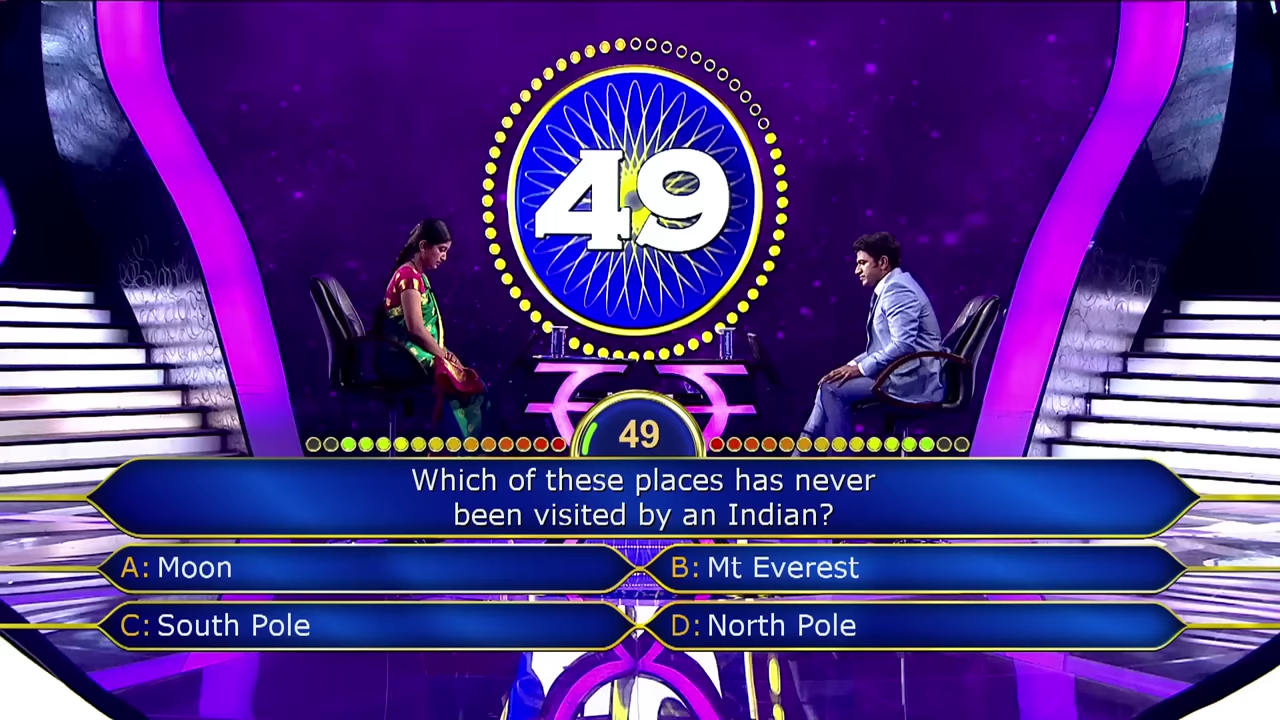 49
49
Which of these places has never
been visited by an Indian?
A: Moon
B: Mt Everest
C: South Pole
D: North Pole